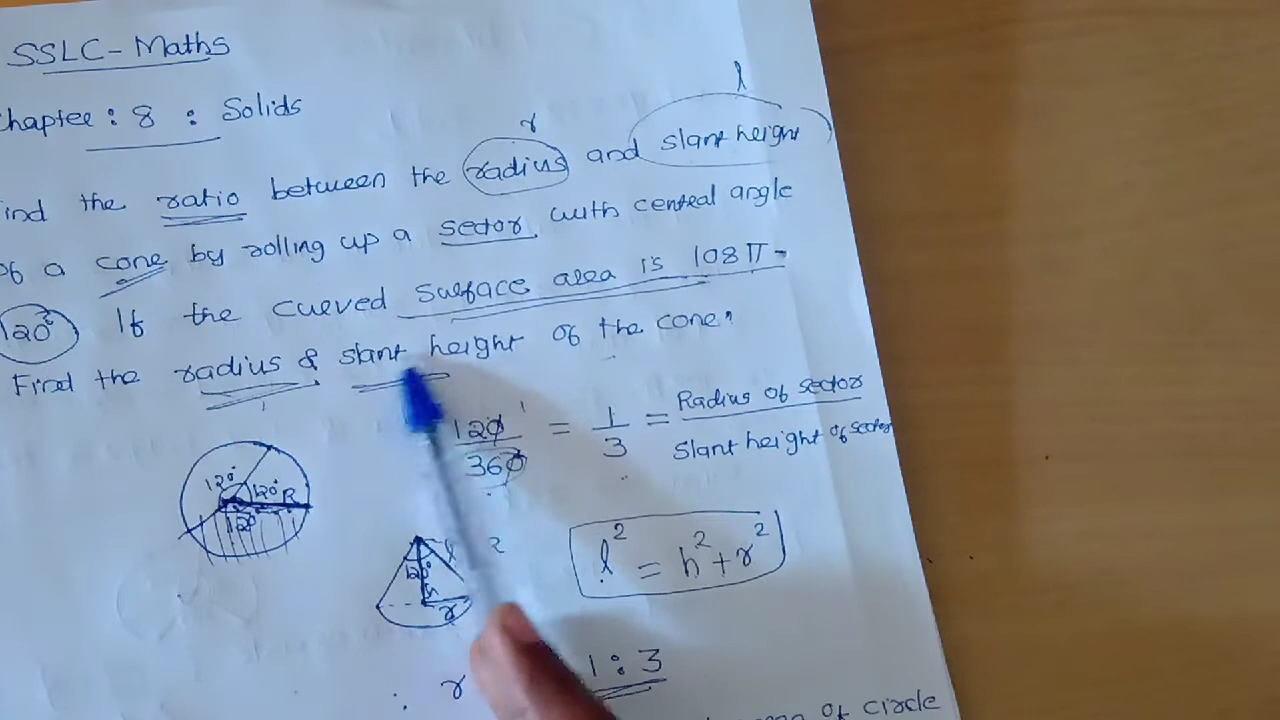 SSLC - Maths
Chapter : 8 : Solids
r
l
find the ratio between the radius and slant height
of a cone by rolling up a sector with central angle
120° If the curved surface area is 108π.
Find the radius & slant height of the cone?
120/360 = 1/3 = Radius of sector / Slant height of sector
120° 120° R
120°
l² = h² + r²
l 2
120°
h
r
∴ r 1 : 3
of circle